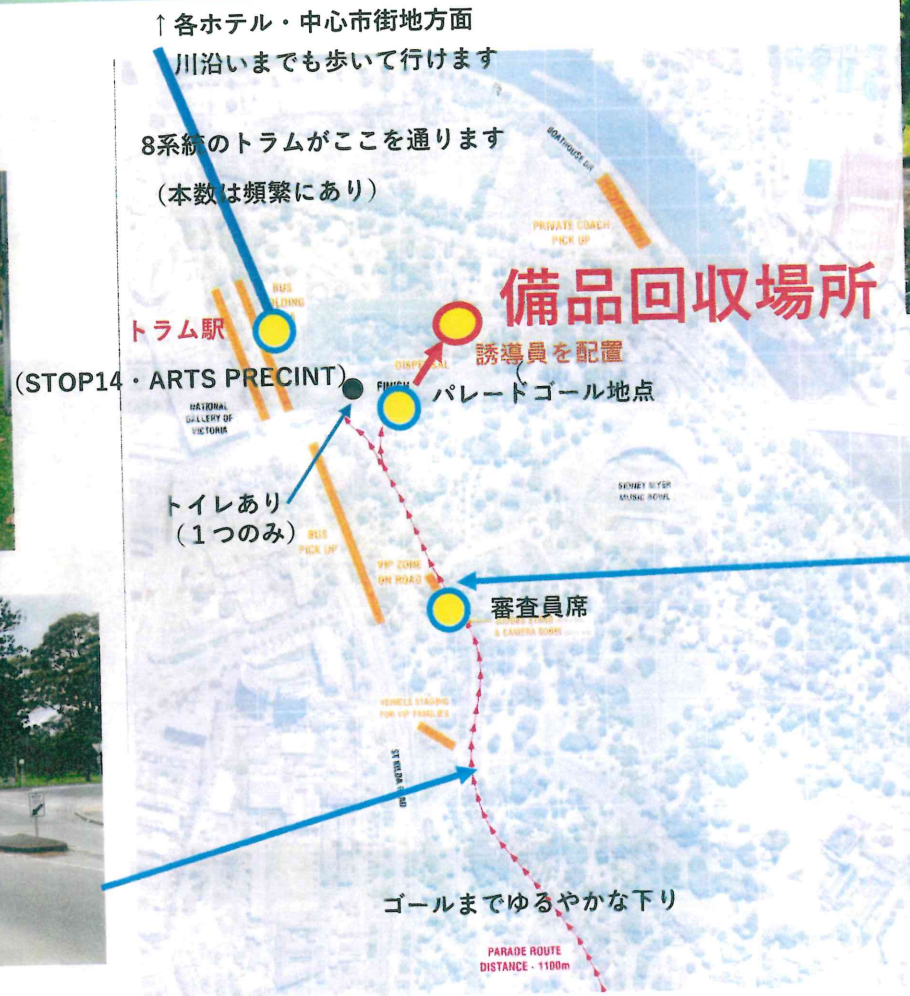 ↑各ホテル・中心市街地方面
川沿いまでも歩いて行けます
8系統のトラムがここを通ります
(本数は頻繁にあり)
BOATHOUSE DR
PRIVATE COACH
PICK UP
BUS
備品回収場所
トラム駅
誘導員を配置
(STOP14・ARTS PRECINT)
FINISH
パレードゴール地点
NATIONAL
GALLERY OF
VICTORIA
SIDNEY MYER
MUSIC BOWL
トイレあり
(1つのみ)
BUS
PICK UP
VIP ZONE
ON ROAD
審査員席
& CAMERA
VEHICLE STAGING
FOR VIP FAMILIES
ST KILDA ROAD
ゴールまでゆるやかな下り
PARADE ROUTE
DISTANCE - 1100m